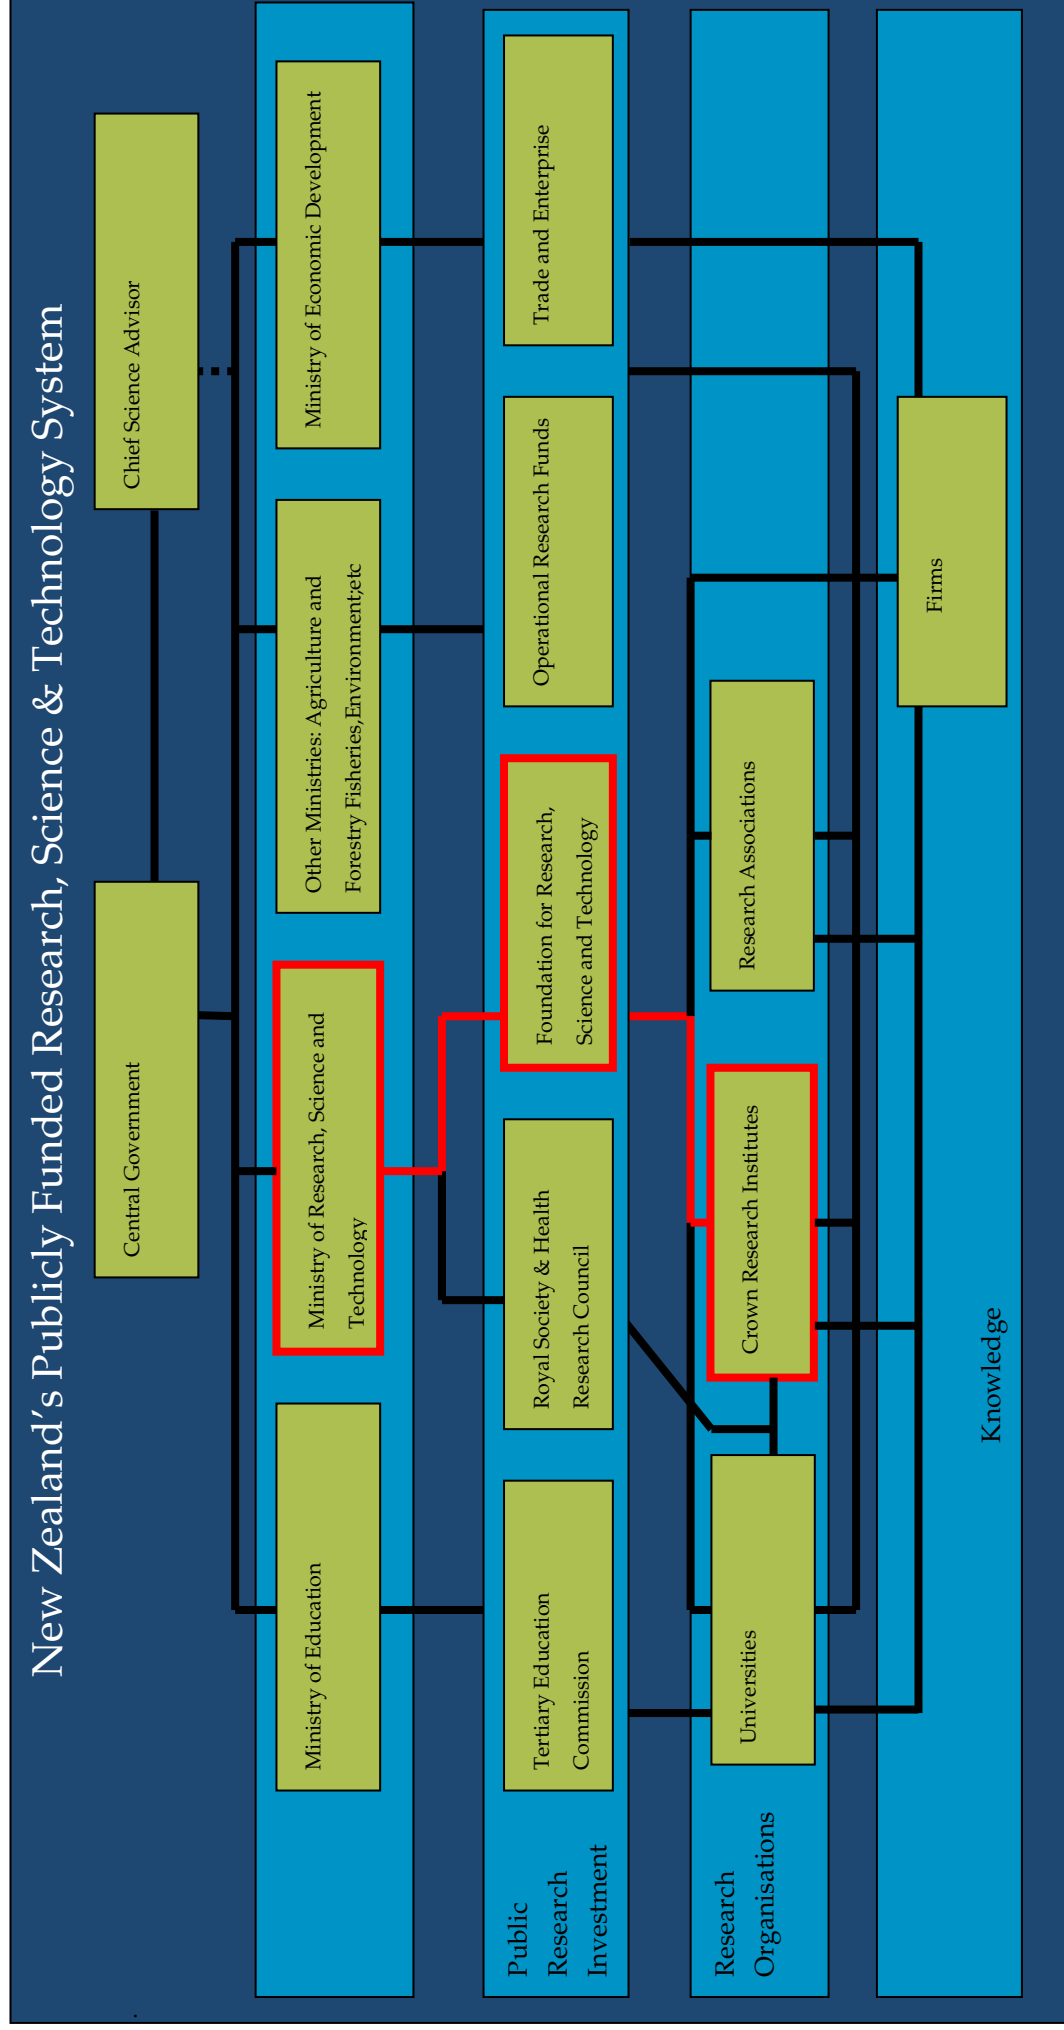 New Zealand's Publicly Funded Research, Science & Technology System
Central Government
Chief Science Advisor
Ministry of Education
Ministry of Research, Science and
Technology
Other Ministries: Agriculture and
Forestry Fisheries,Environment;etc
Ministry of Economic Development
Public
Research
Investment
Tertiary Education
Commission
Royal Society & Health
Research Council
Foundation for Research,
Science and Technology
Operational Research Funds
Trade and Enterprise
Research
Organisations
Universities
Crown Research Institutes
Research Associations
Firms
Knowledge